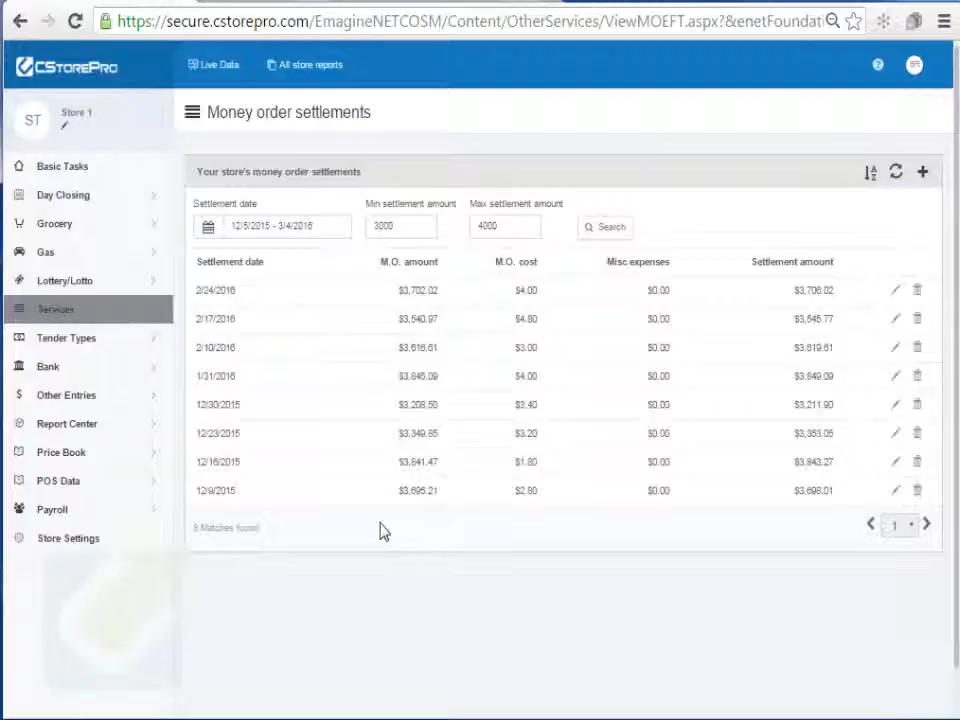 https://secure.cstorepro.com/EmagineNETCOSM/Content/OtherServices/ViewMOEFT.aspx?&enetFoundati
CSTOREPRO
Live Data
All store reports
ST
Store 1
Money order settlements
Basic Tasks
Day Closing
Grocery
Gas
Lottery/Lotto
Services
Tender Types
Bank
Other Entries
Report Center
Price Book
POS Data
Payroll
Store Settings
Your store's money order settlements
Settlement date Min settlement amount Max settlement amount
12/5/2015 - 3/4/2016 3000 4000 Search
Settlement date M.O. amount M.O. cost Misc expenses Settlement amount
2/24/2016 $3,702.02 $4.00 $0.00 $3,706.02
2/17/2016 $3,540.97 $4.80 $0.00 $3,545.77
2/10/2016 $3,616.61 $3.00 $0.00 $3,619.61
1/31/2016 $3,845.09 $4.00 $0.00 $3,849.09
12/30/2015 $3,208.50 $3.40 $0.00 $3,211.90
12/23/2015 $3,349.85 $3.20 $0.00 $3,353.05
12/16/2015 $3,841.47 $1.80 $0.00 $3,843.27
12/9/2015 $3,695.21 $2.80 $0.00 $3,698.01
8 Matches found
1